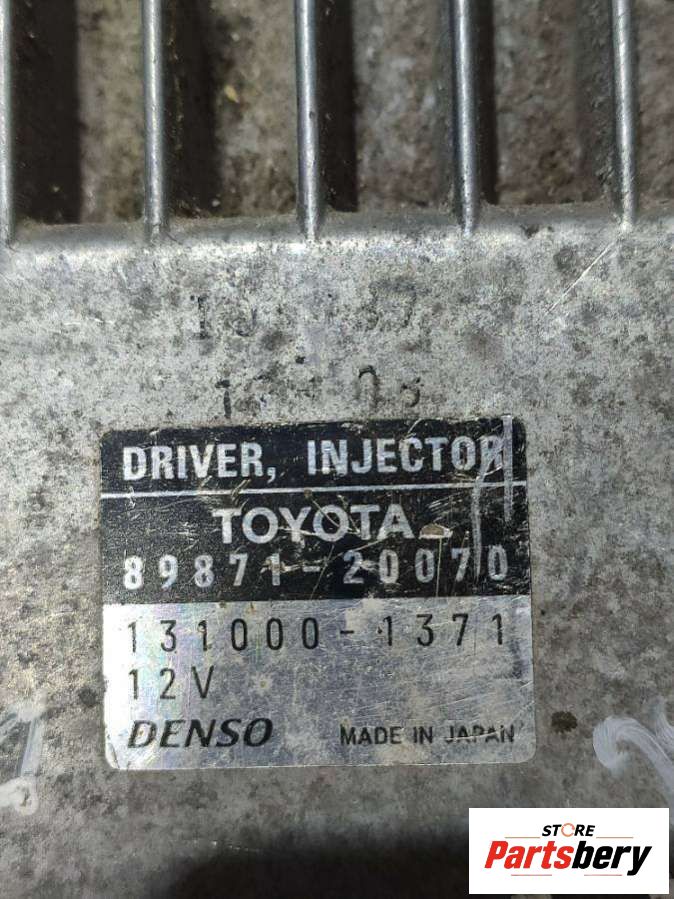 DRIVER, INJECTOR
TOYOTA
89871-20070
131000-1371
12V
DENSO MADE IN JAPAN
STORE
Partsbery